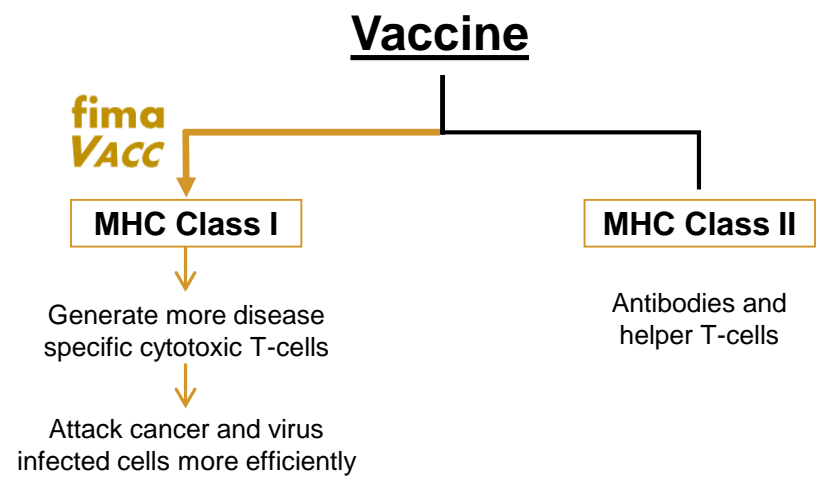 Vaccine
fima
VACC
MHC Class I
MHC Class II
Generate more disease
specific cytotoxic T-cells
Antibodies and
helper T-cells
Attack cancer and virus
infected cells more efficiently